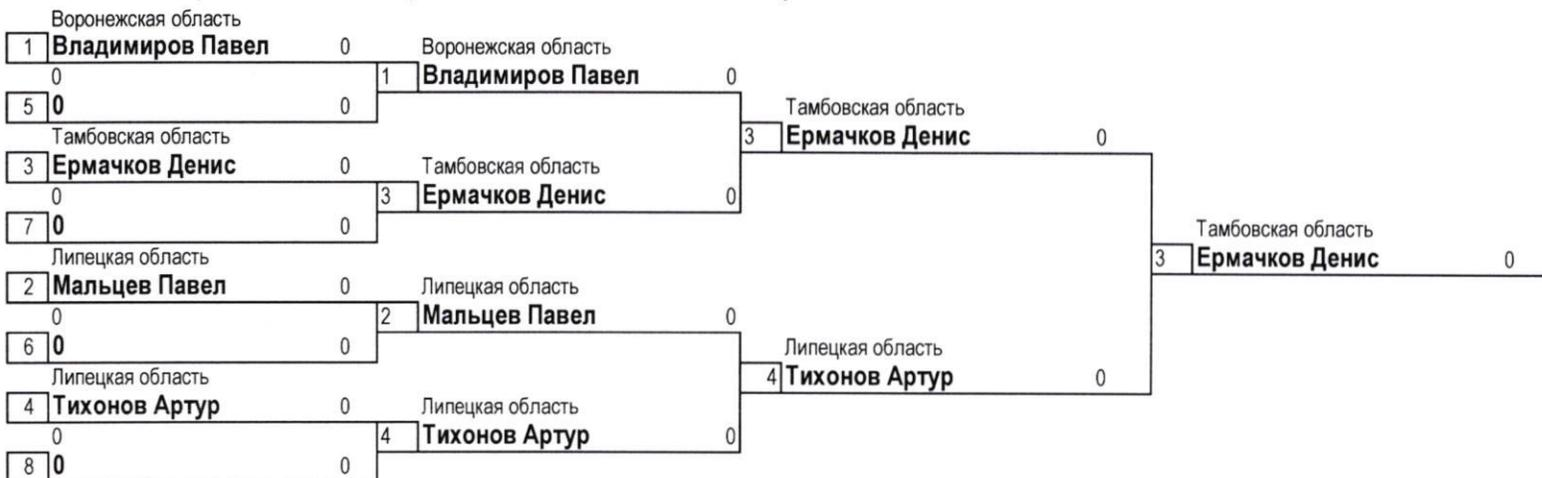 Воронежская область
1 Владимиров Павел 0
0
5 0 0
Тамбовская область
3 Ермачков Денис 0
0
7 0 0
Липецкая область
2 Мальцев Павел 0
0
6 0 0
Липецкая область
4 Тихонов Артур 0
0
8 0 0
Воронежская область
1 Владимиров Павел 0
Тамбовская область
3 Ермачков Денис 0
Липецкая область
2 Мальцев Павел 0
Липецкая область
4 Тихонов Артур 0
Тамбовская область
3 Ермачков Денис 0
Липецкая область
4 Тихонов Артур 0
Тамбовская область
3 Ермачков Денис 0